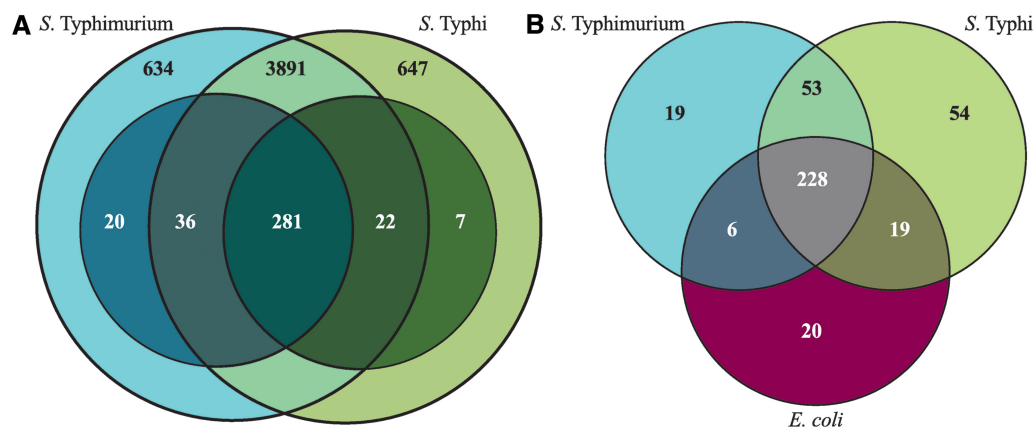 A S. Typhimurium S. Typhi
634 3891 647
20 36 281 22 7
B S. Typhimurium S. Typhi
19 53 54
228
6 19
20
E. coli